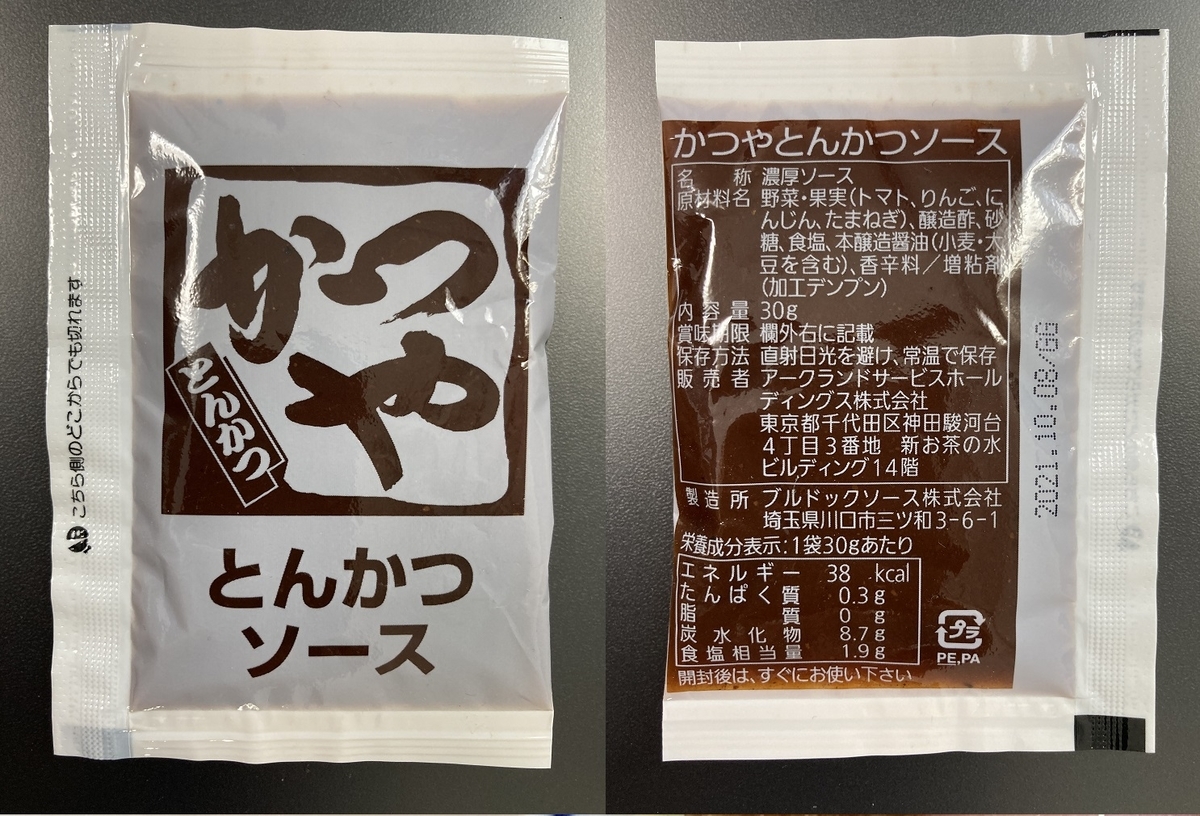 こちら側のどこからでも切れます
かつや
とんかつ
とんかつ
ソース
かつやとんかつソース
名称 濃厚ソース
原材料名 野菜・果実(トマト、りんご、に
んじん、たまねぎ)、醸造酢、砂
糖、食塩、本醸造醤油(小麦・大
豆を含む)、香辛料/増粘剤
(加工デンプン)
内容量 30g
賞味期限 欄外右に記載
保存方法 直射日光を避け、常温で保存
販売者 アークランドサービスホール
ディングス株式会社
東京都千代田区神田駿河台
4丁目3番地 新お茶の水
ビルディング14階
製造所 ブルドックソース株式会社
埼玉県川口市三ツ和3-6-1
栄養成分表示:1袋30gあたり
エネルギー 38 kcal
たんぱく質 0.3g
脂質 0 g
炭水化物 8.7g
食塩相当量 1.9g
開封後は、すぐにお使い下さい
プラ
PE,PA
2021.10.08